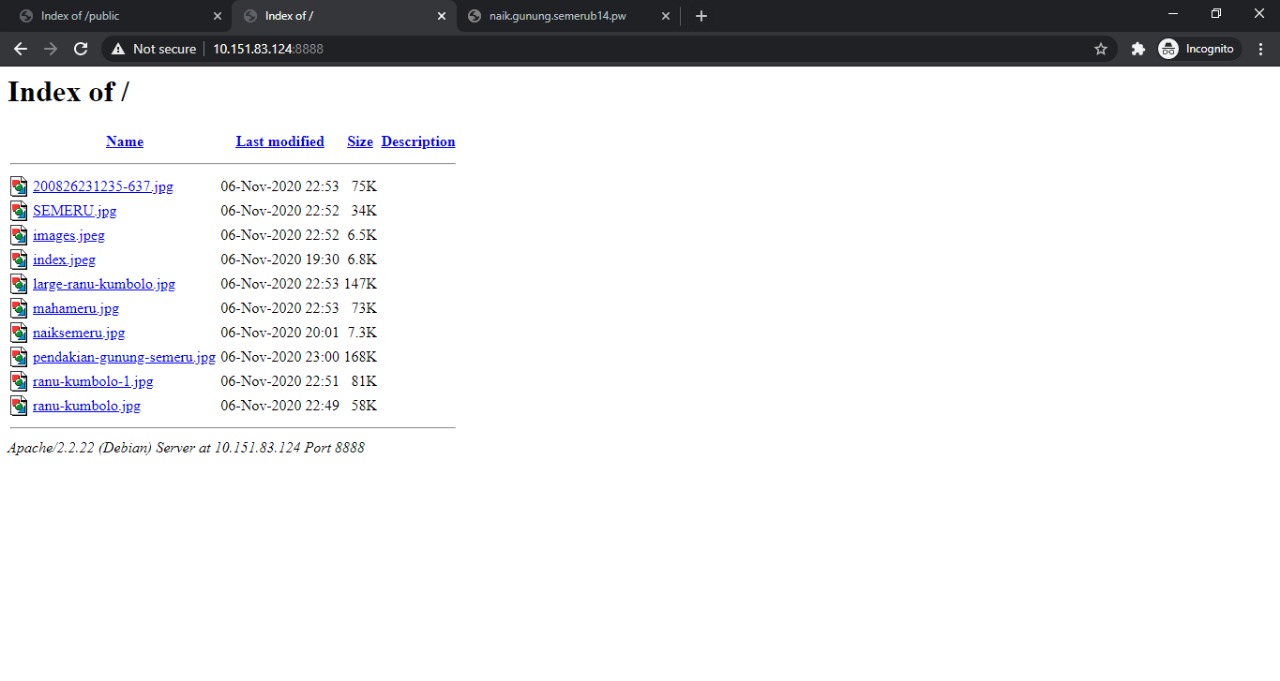 Index of /public
Index of /
naik.gunung.semerub14.pw
Not secure 10.151.83.124:8888
Incognito
Index of /
Name Last modified Size Description
200826231235-637.jpg 06-Nov-2020 22:53 75K
SEMERU.jpg 06-Nov-2020 22:52 34K
images.jpeg 06-Nov-2020 22:52 6.5K
index.jpeg 06-Nov-2020 19:30 6.8K
large-ranu-kumbolo.jpg 06-Nov-2020 22:53 147K
mahameru.jpg 06-Nov-2020 22:53 73K
naiksemeru.jpg 06-Nov-2020 20:01 7.3K
pendakian-gunung-semeru.jpg 06-Nov-2020 23:00 168K
ranu-kumbolo-1.jpg 06-Nov-2020 22:51 81K
ranu-kumbolo.jpg 06-Nov-2020 22:49 58K
Apache/2.2.22 (Debian) Server at 10.151.83.124 Port 8888